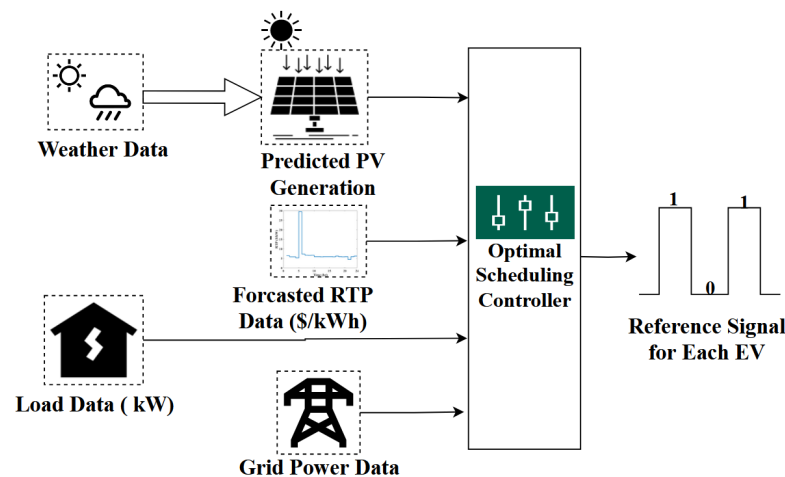 Weather Data
Predicted PV
Generation
Forcasted RTP
Data ($/kWh)
Load Data ( kW)
Grid Power Data
Optimal
Scheduling
Controller
1
1
0
Reference Signal
for Each EV